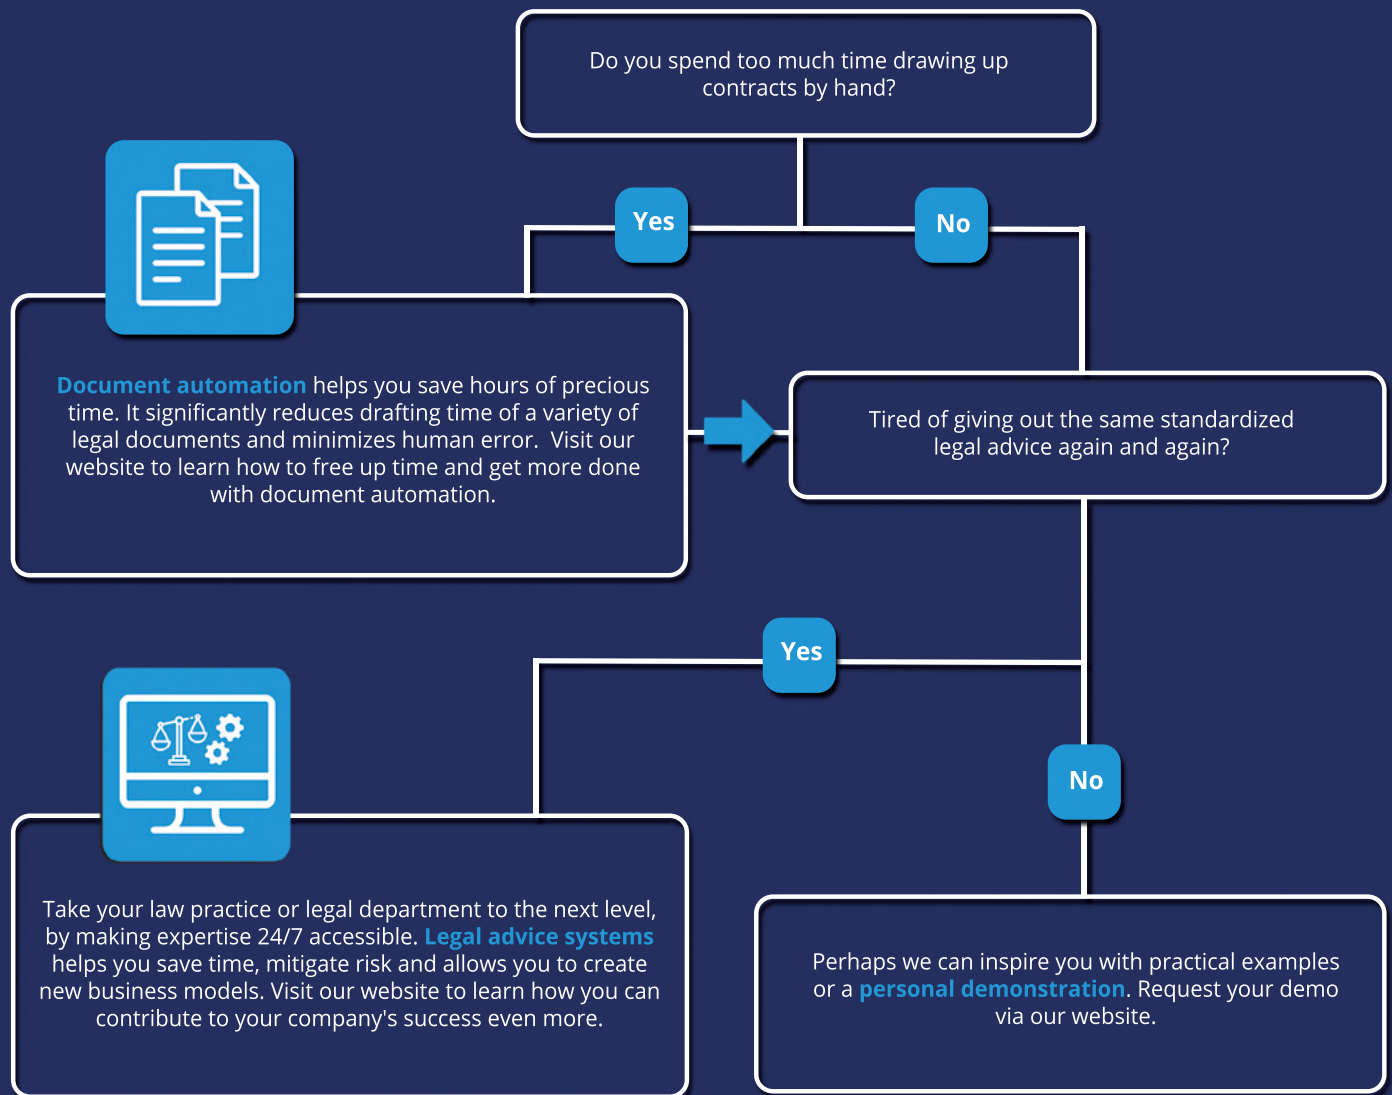 Do you spend too much time drawing up
contracts by hand?
Yes
No
Document automation helps you save hours of precious
time. It significantly reduces drafting time of a variety of
legal documents and minimizes human error.  Visit our
website to learn how to free up time and get more done
with document automation.
Tired of giving out the same standardized
legal advice again and again?
Yes
No
Take your law practice or legal department to the next level,
by making expertise 24/7 accessible. Legal advice systems
helps you save time, mitigate risk and allows you to create
new business models. Visit our website to learn how you can
contribute to your company's success even more.
Perhaps we can inspire you with practical examples
or a personal demonstration. Request your demo
via our website.